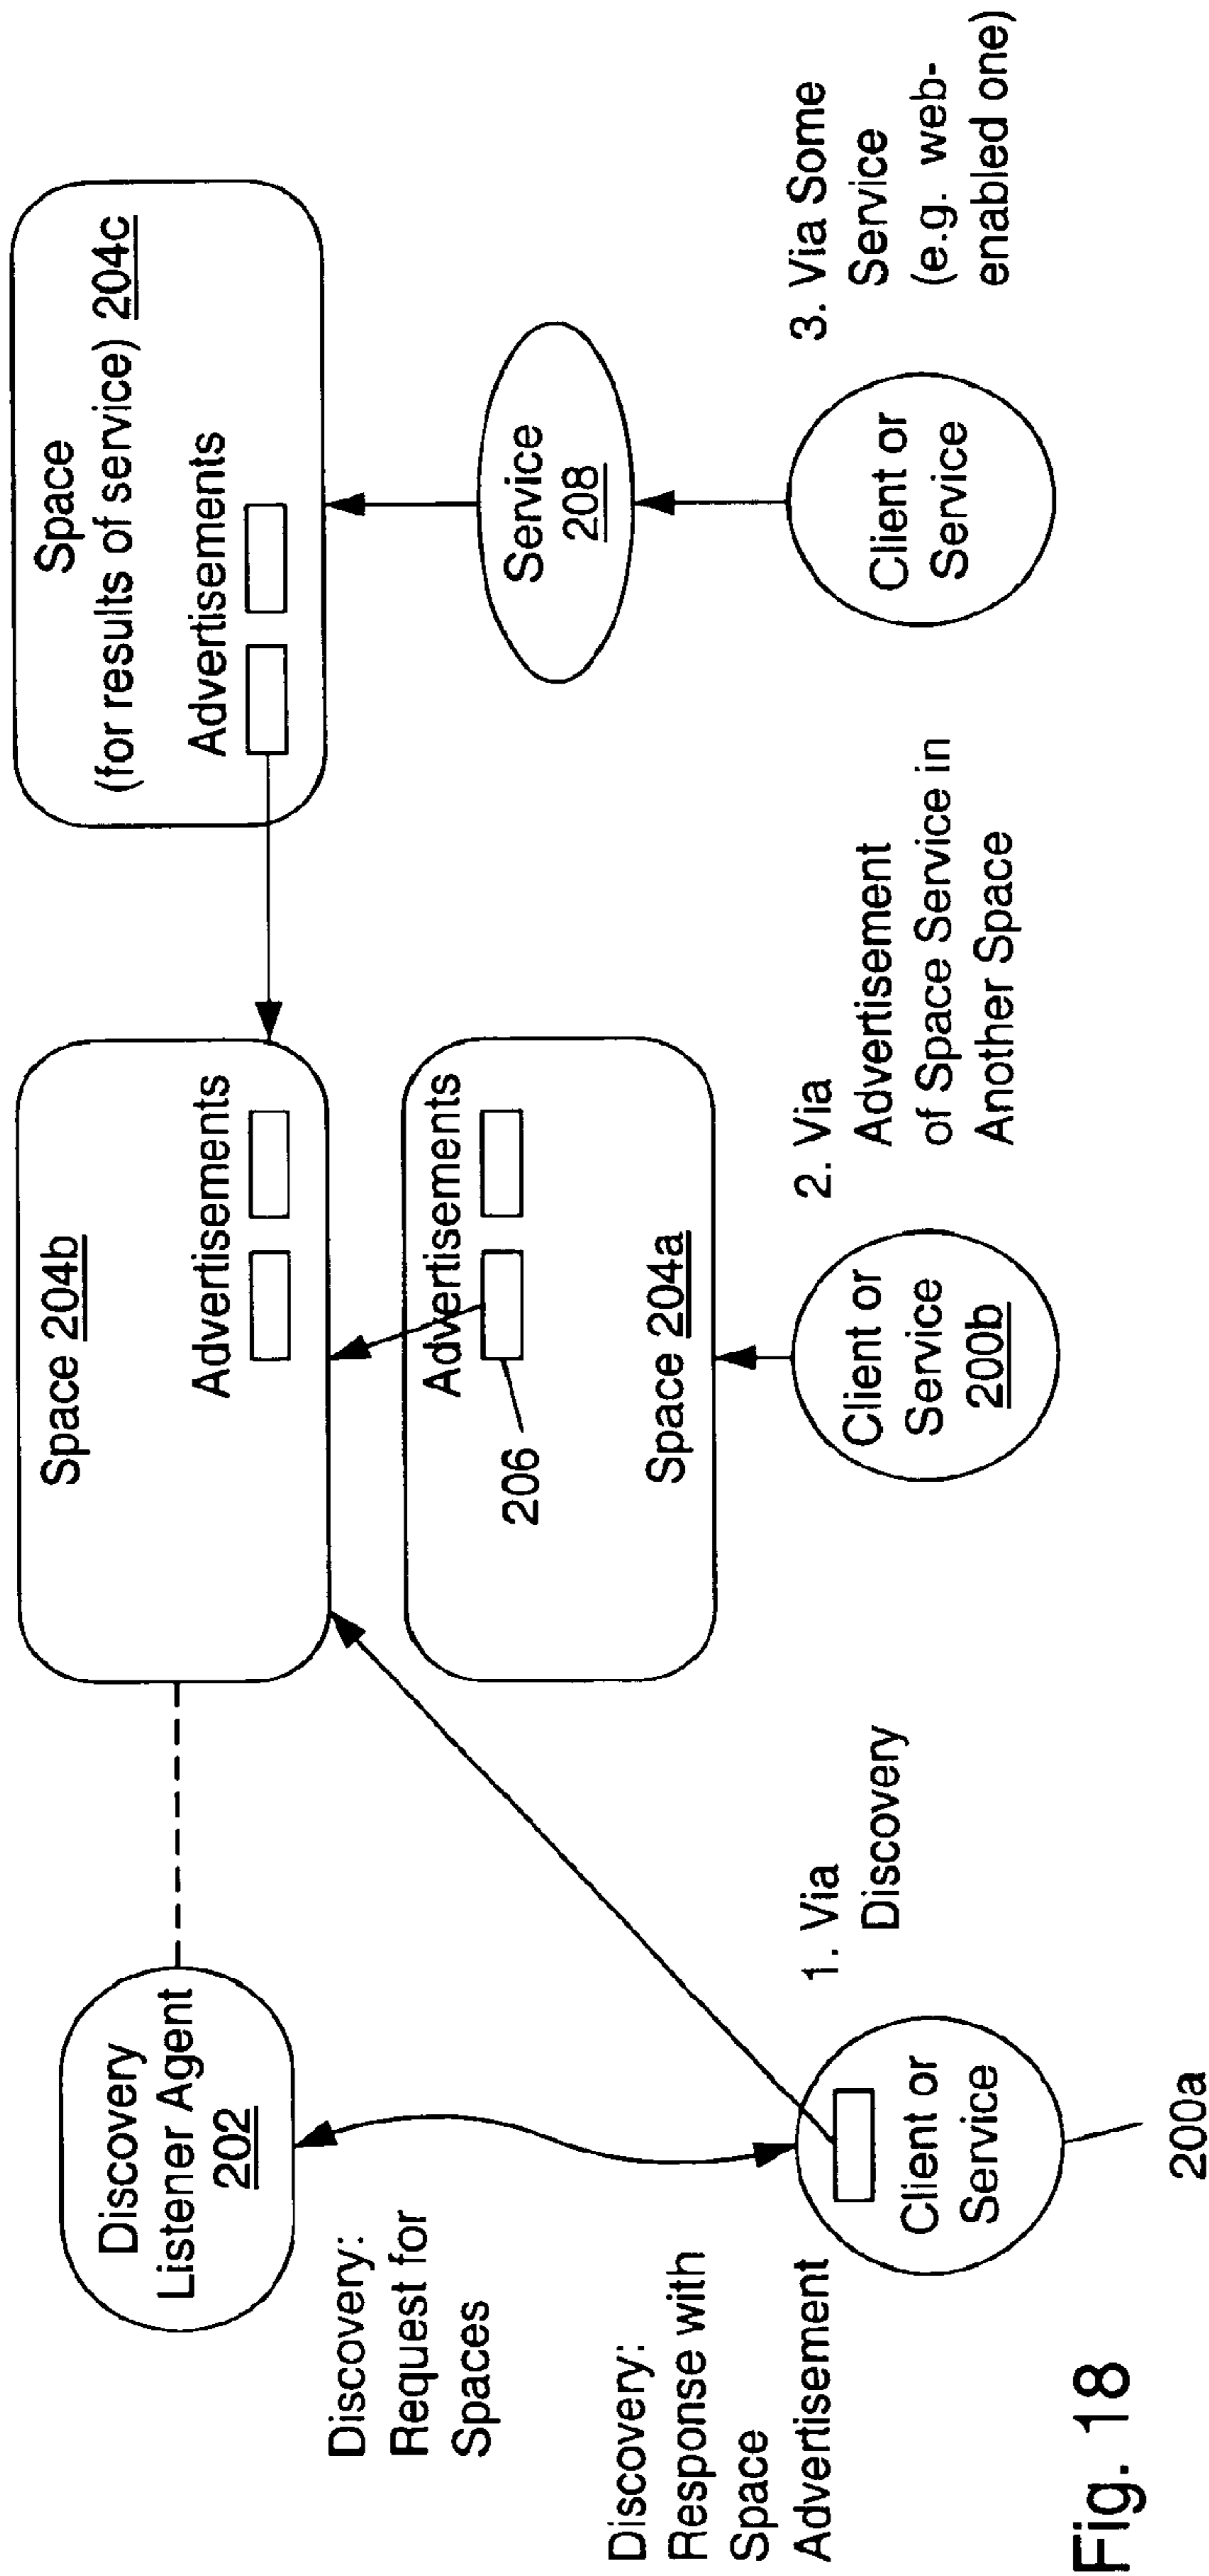 Discovery
Listener Agent
202
Discovery:
Request for
Spaces
Discovery:
Response with
Space
Advertisement
Client or
Service
200a
1. Via
Discovery
Space 204b
Advertisements
Advertisements
206
Space 204a
Client or
Service
200b
2. Via
Advertisement
of Space Service in
Another Space
Space
(for results of service) 204c
Advertisements
Service
208
Client or
Service
3. Via Some
Service
(e.g. web-
enabled one)
Fig. 18